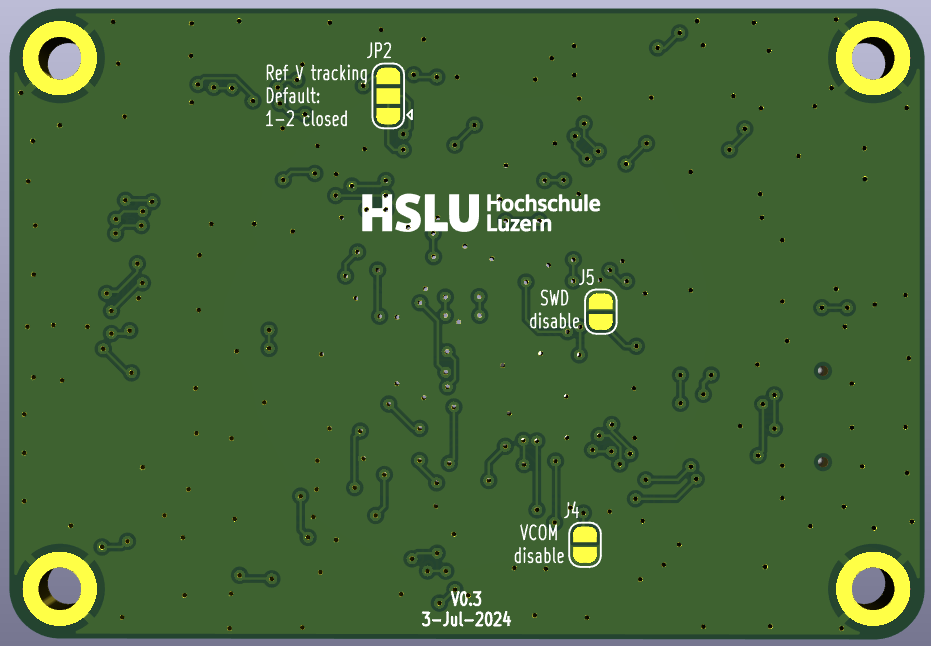 JP2
Ref V tracking
Default:
1-2 closed
HSLU Hochschule
Luzern
J5
SWD
disable
J4
VCOM
disable
V0.3
3-Jul-2024